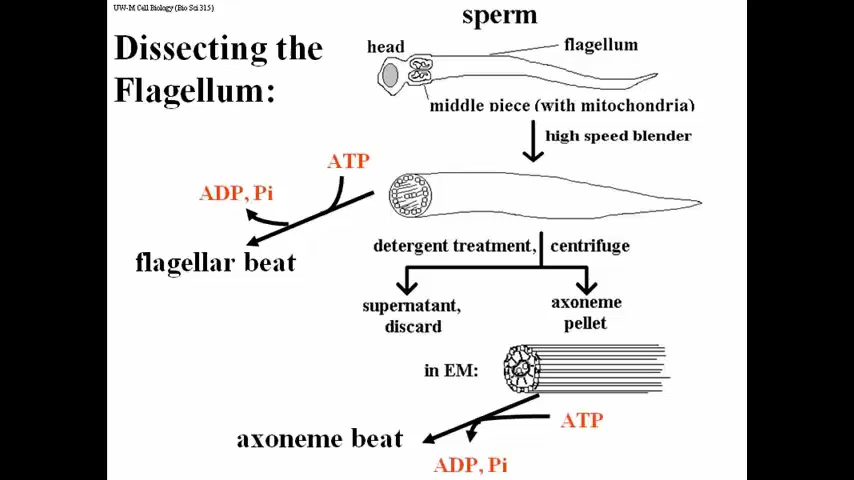 UW-M Cell Biology (Bio Sci 315)
Dissecting the
Flagellum:
sperm
head
flagellum
middle piece (with mitochondria)
high speed blender
ATP
ADP, Pi
flagellar beat
detergent treatment, centrifuge
supernatant,
discard
axoneme
pellet
in EM:
ATP
axoneme beat
ADP, Pi